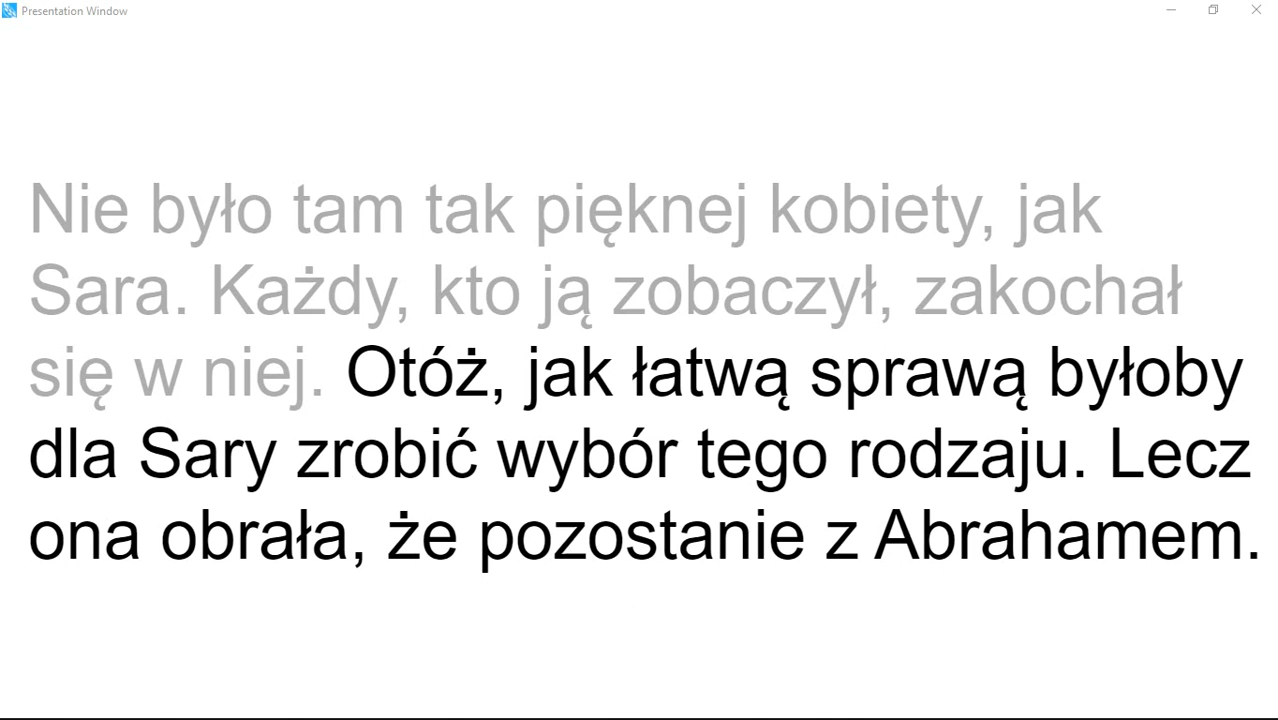 Presentation Window
Nie było tam tak pięknej kobiety, jak
Sara. Każdy, kto ją zobaczył, zakochał
się w niej. Otóż, jak łatwą sprawą byłoby
dla Sary zrobić wybór tego rodzaju. Lecz
ona obrała, że pozostanie z Abrahamem.